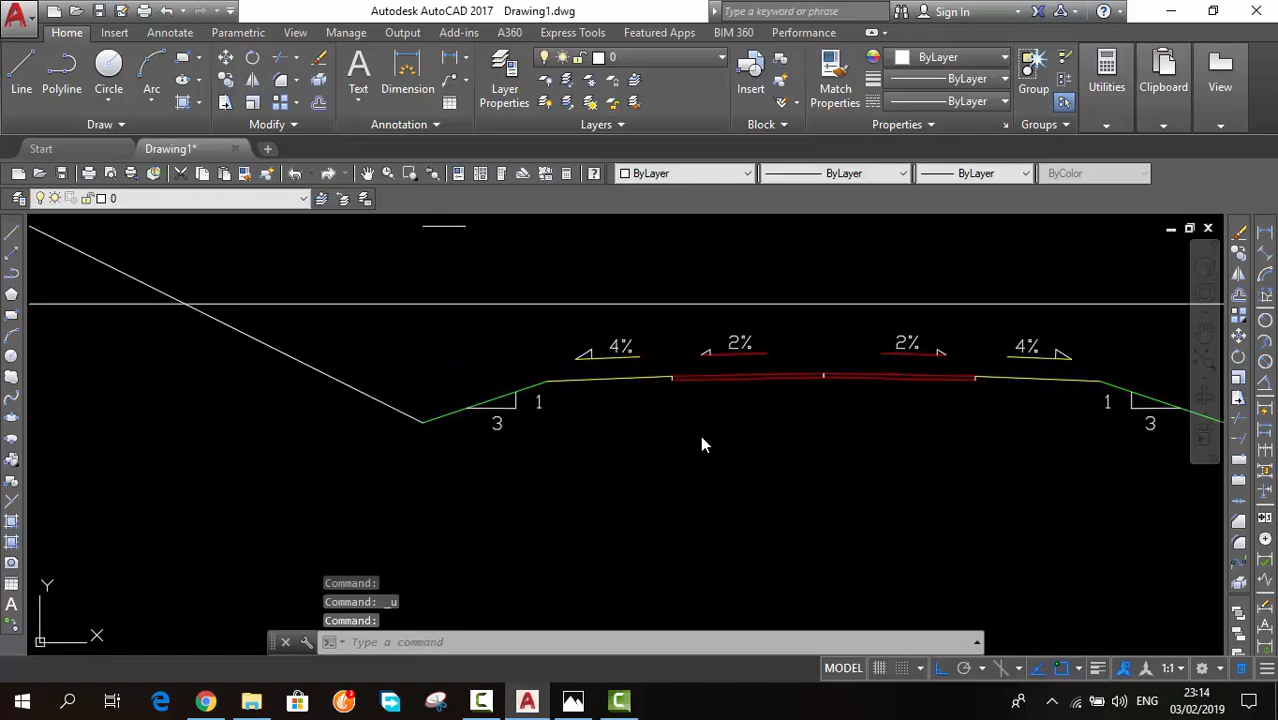 Autodesk AutoCAD 2017 Drawing1.dwg
Type a keyword or phrase
Sign In
Home Insert Annotate Parametric View Manage Output Add-ins A360 Express Tools Featured Apps BIM 360 Performance
0
ByLayer
Line Polyline Circle Arc
Text Dimension
Layer Properties
Insert
Match Properties
ByLayer
ByLayer
Group
Utilities
Clipboard
View
Draw Modify Annotation Layers Block Properties Groups
Start Drawing1*
ByLayer ByLayer ByLayer ByColor
0
4% 2% 2% 4%
1 1
3 3
Y
X
Command:
Command: _u
Command:
Type a command
MODEL 1:1
ENG
23:14
03/02/2019